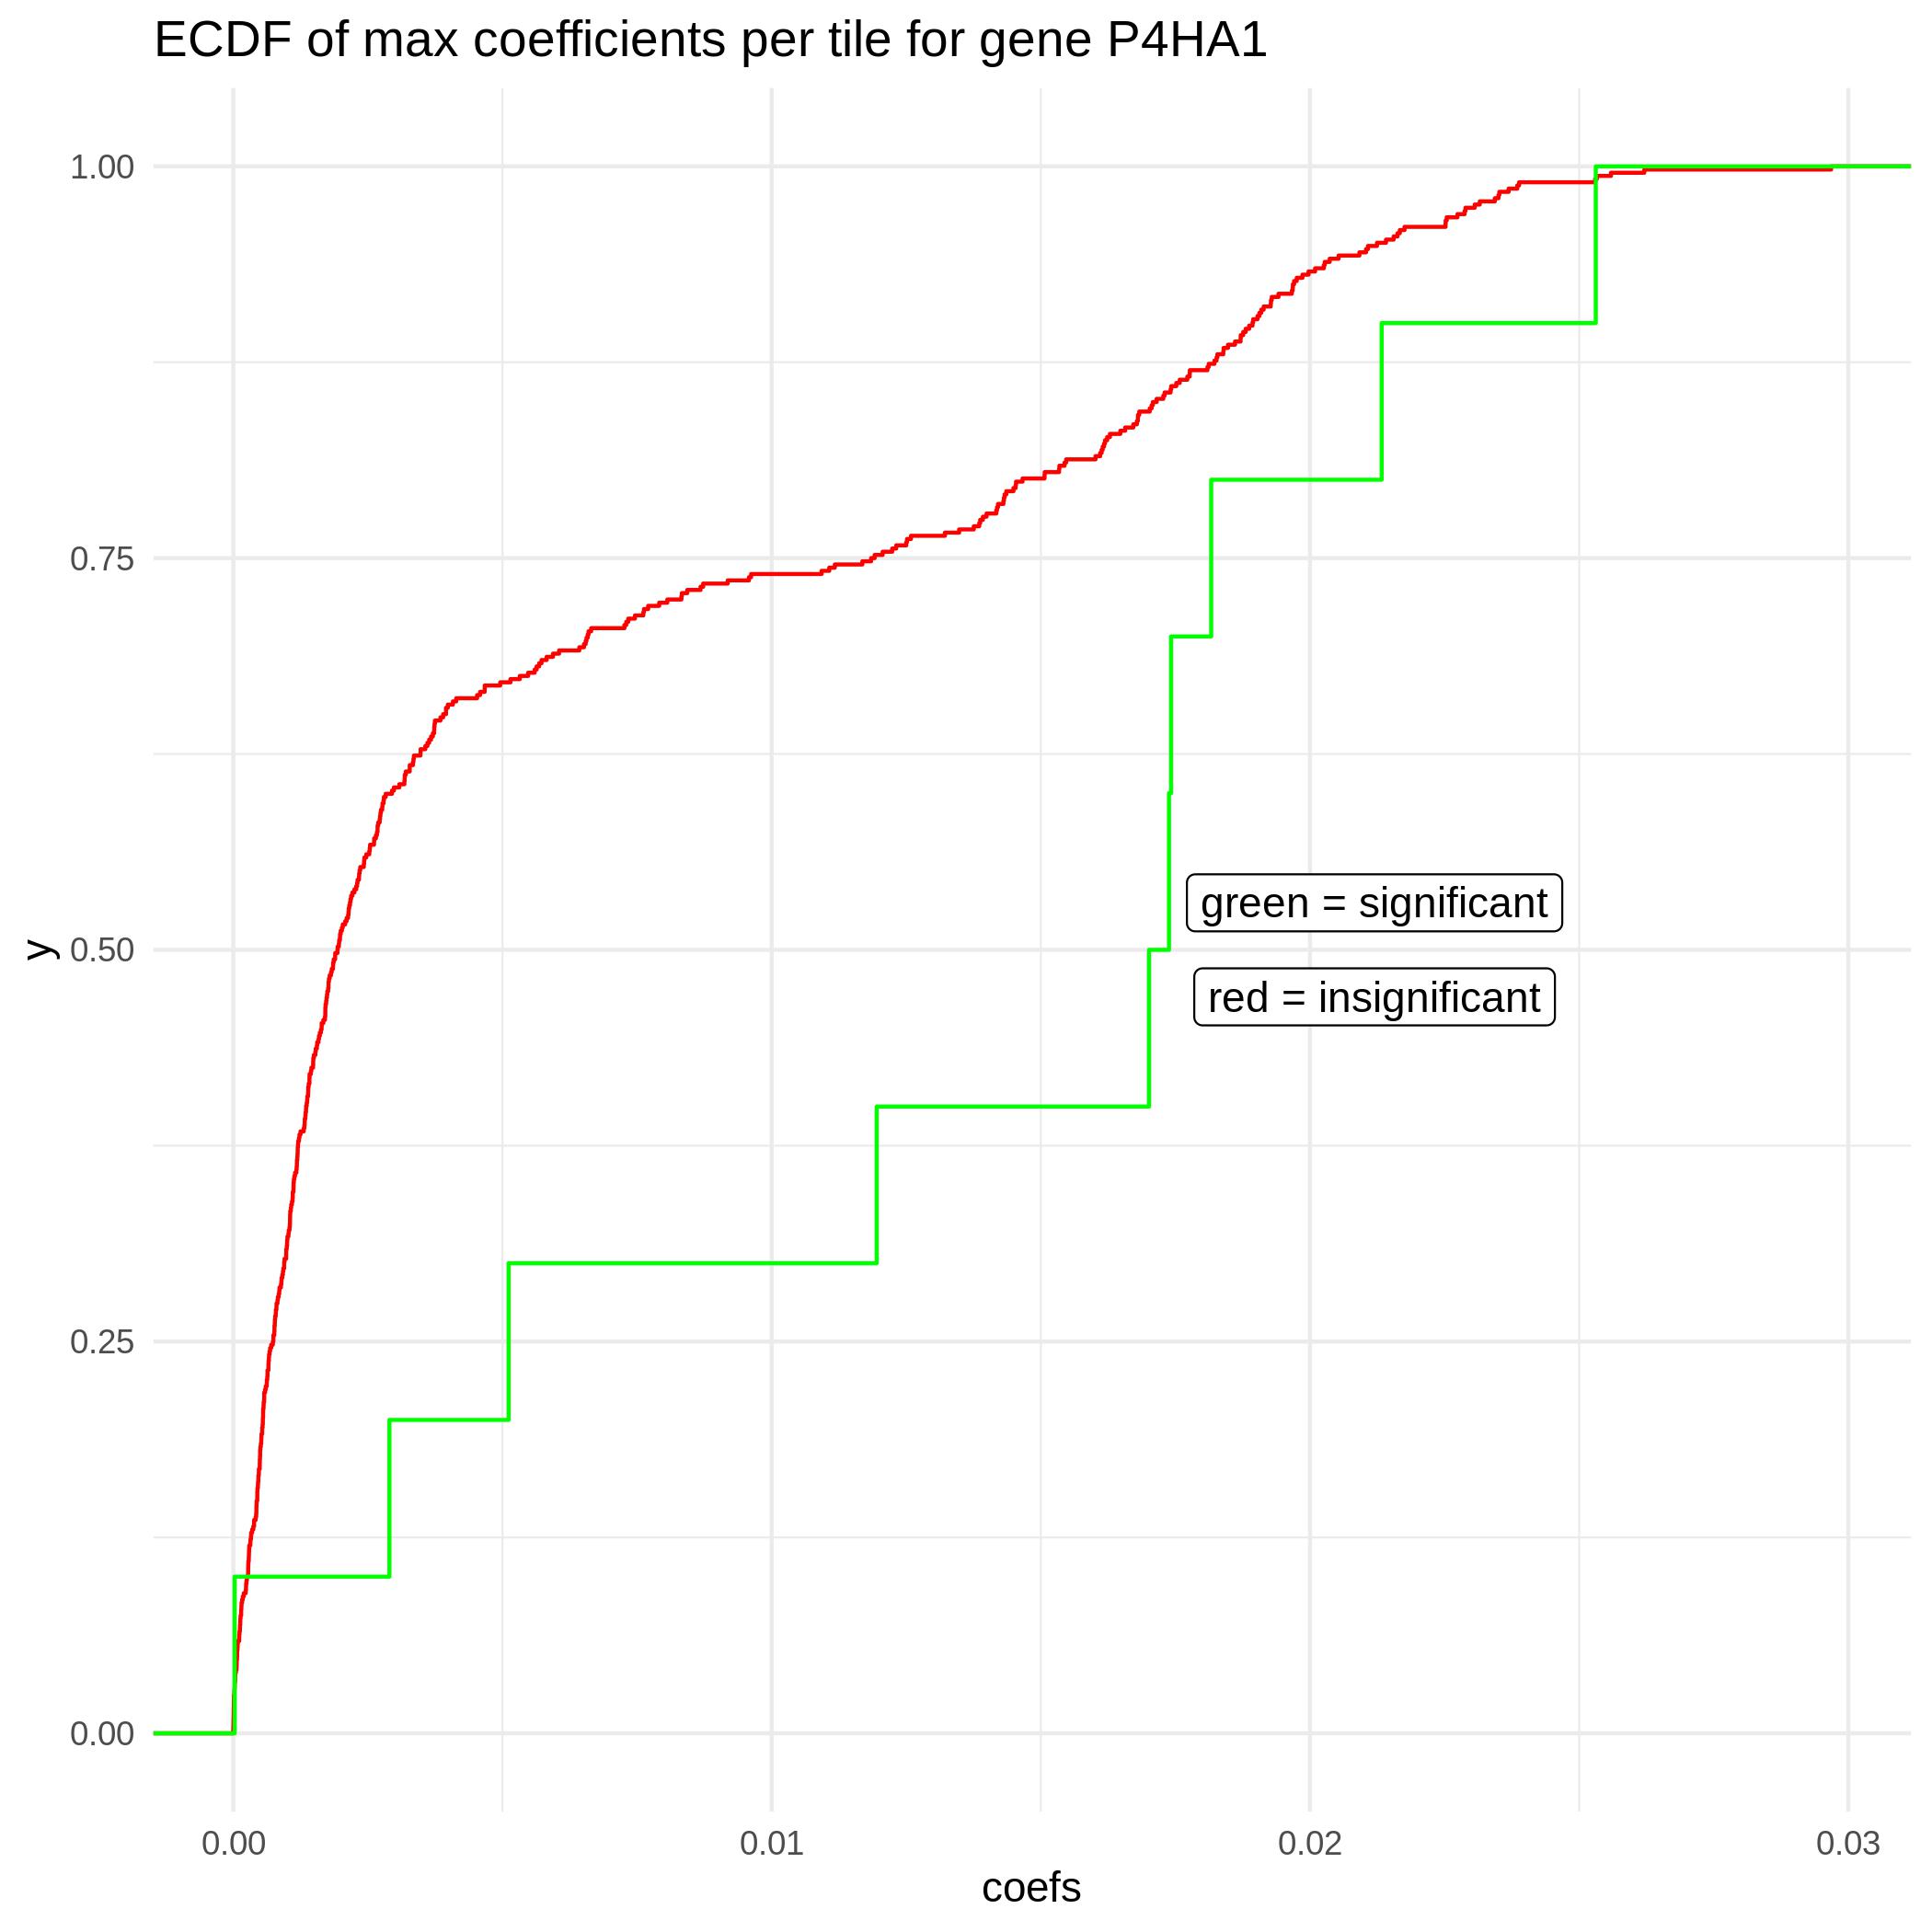 ECDF of max coefficients per tile for gene P4HA1
1.00
0.75
0.50
0.25
0.00
y
green = significant
red = insignificant
0.00
0.01
0.02
0.03
coefs